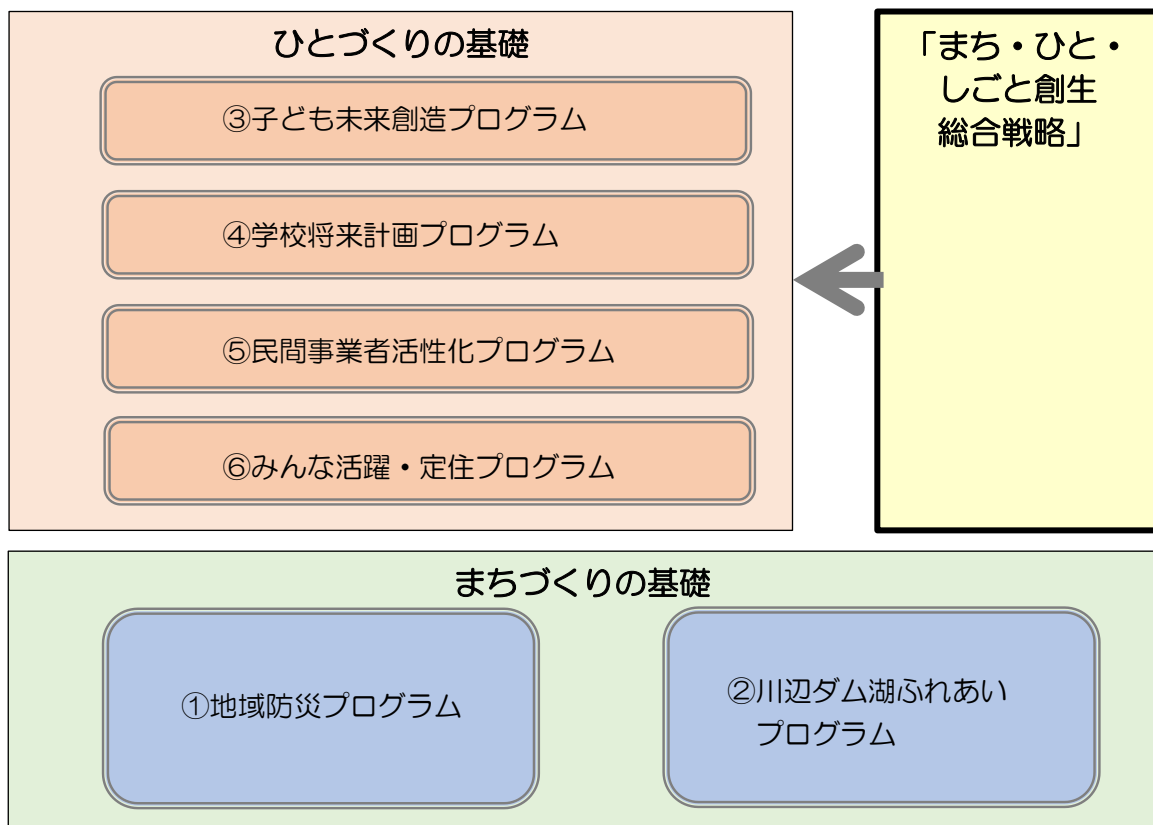 ひとづくりの基礎
③子ども未来創造プログラム
④学校将来計画プログラム
⑤民間事業者活性化プログラム
⑥みんな活躍・定住プログラム
「まち・ひと・
しごと創生
総合戦略」
まちづくりの基礎
①地域防災プログラム
②川辺ダム湖ふれあい
プログラム